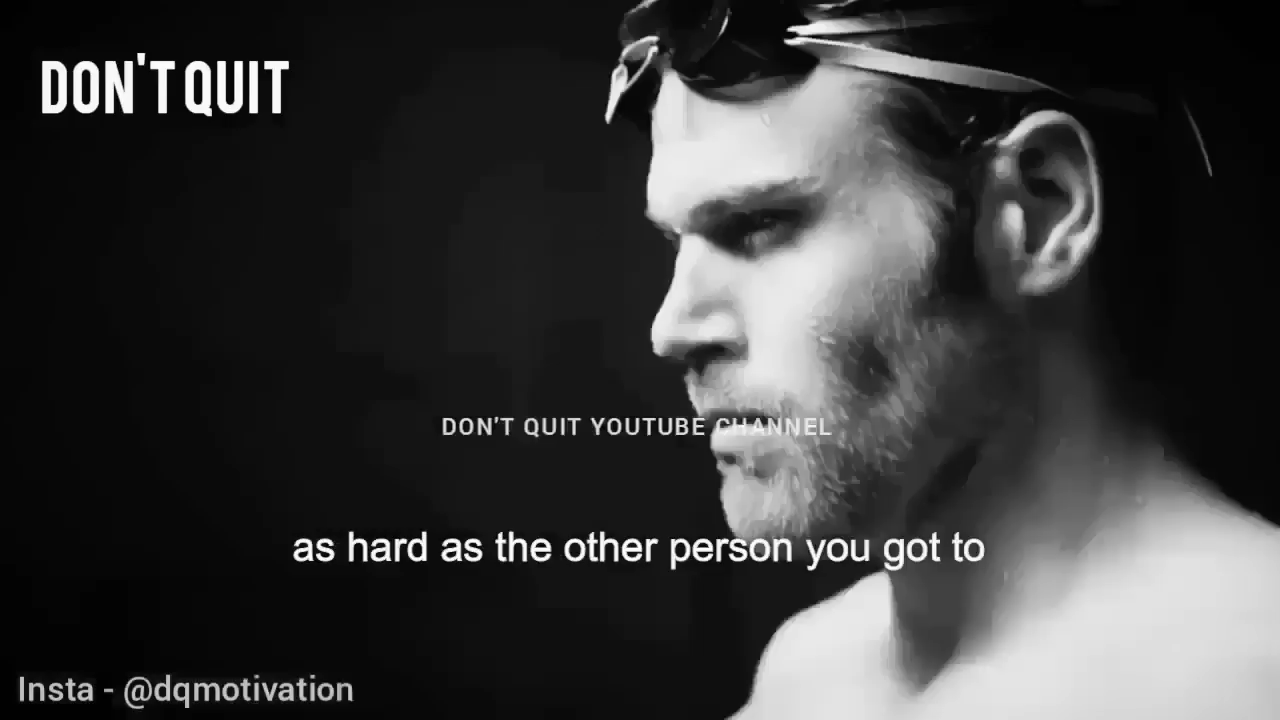 DON'T QUIT
DON'T QUIT YOUTUBE CHANNEL
as hard as the other person you got to
Insta - @dqmotivation